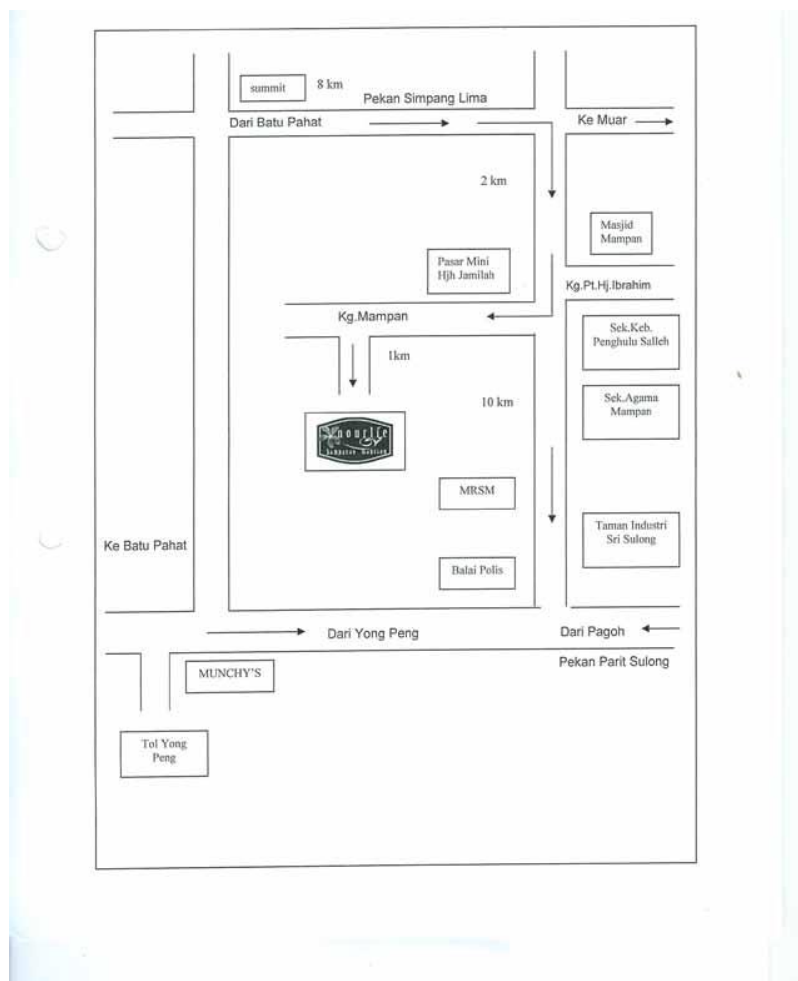 summit
8 km
Pekan Simpang Lima
Dari Batu Pahat
Ke Muar
2 km
Masjid
Mampan
Pasar Mini
Hjh Jamilah
Kg.Pt.Hj.Ibrahim
Kg.Mampan
Sek.Keb.
Penghulu Salleh
1km
10 km
Sek.Agama
Mampan
MRSM
Taman Industri
Sri Sulong
Ke Batu Pahat
Balai Polis
Dari Yong Peng
Dari Pagoh
Pekan Parit Sulong
MUNCHY'S
Tol Yong
Peng